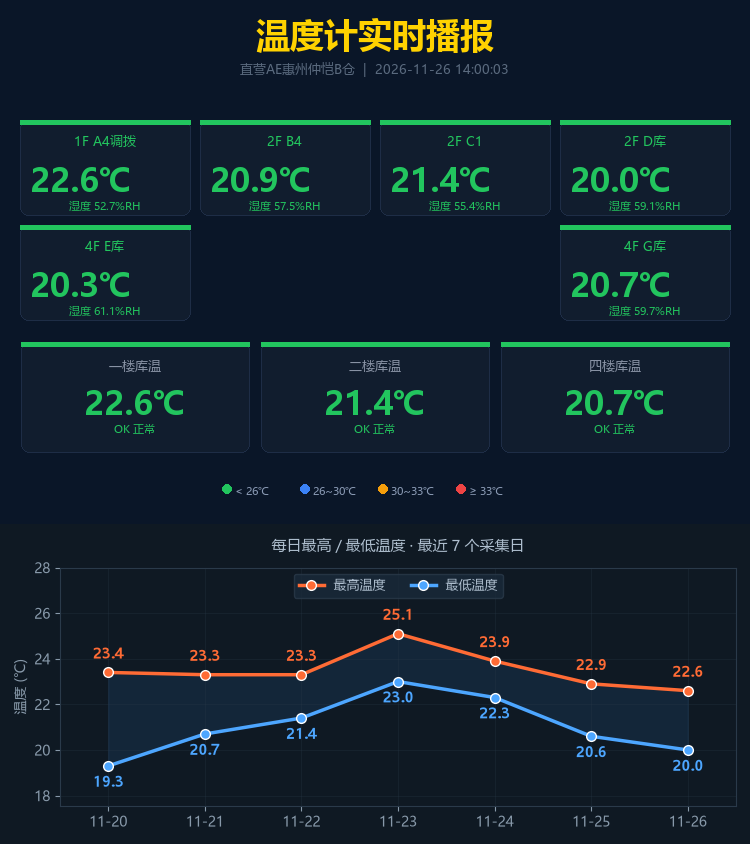 温度计实时播报
直营AE惠州仲恺B仓 | 2026-11-26 14:00:03
1F A4调拨
2F B4
2F C1
2F D库
22.6℃
20.9℃
21.4℃
20.0℃
湿度 52.7%RH
湿度 57.5%RH
湿度 55.4%RH
湿度 59.1%RH
4F E库
4F G库
20.3℃
20.7℃
湿度 61.1%RH
湿度 59.7%RH
一楼库温
二楼库温
四楼库温
22.6℃
21.4℃
20.7℃
OK 正常
OK 正常
OK 正常
< 26℃
26~30℃
30~33℃
≥ 33℃
每日最高 / 最低温度 · 最近 7 个采集日
最高温度
最低温度
温度 (℃)
28
26
24
22
20
18
23.4
23.3
23.3
25.1
23.9
22.9
22.6
19.3
20.7
21.4
23.0
22.3
20.6
20.0
11-20
11-21
11-22
11-23
11-24
11-25
11-26